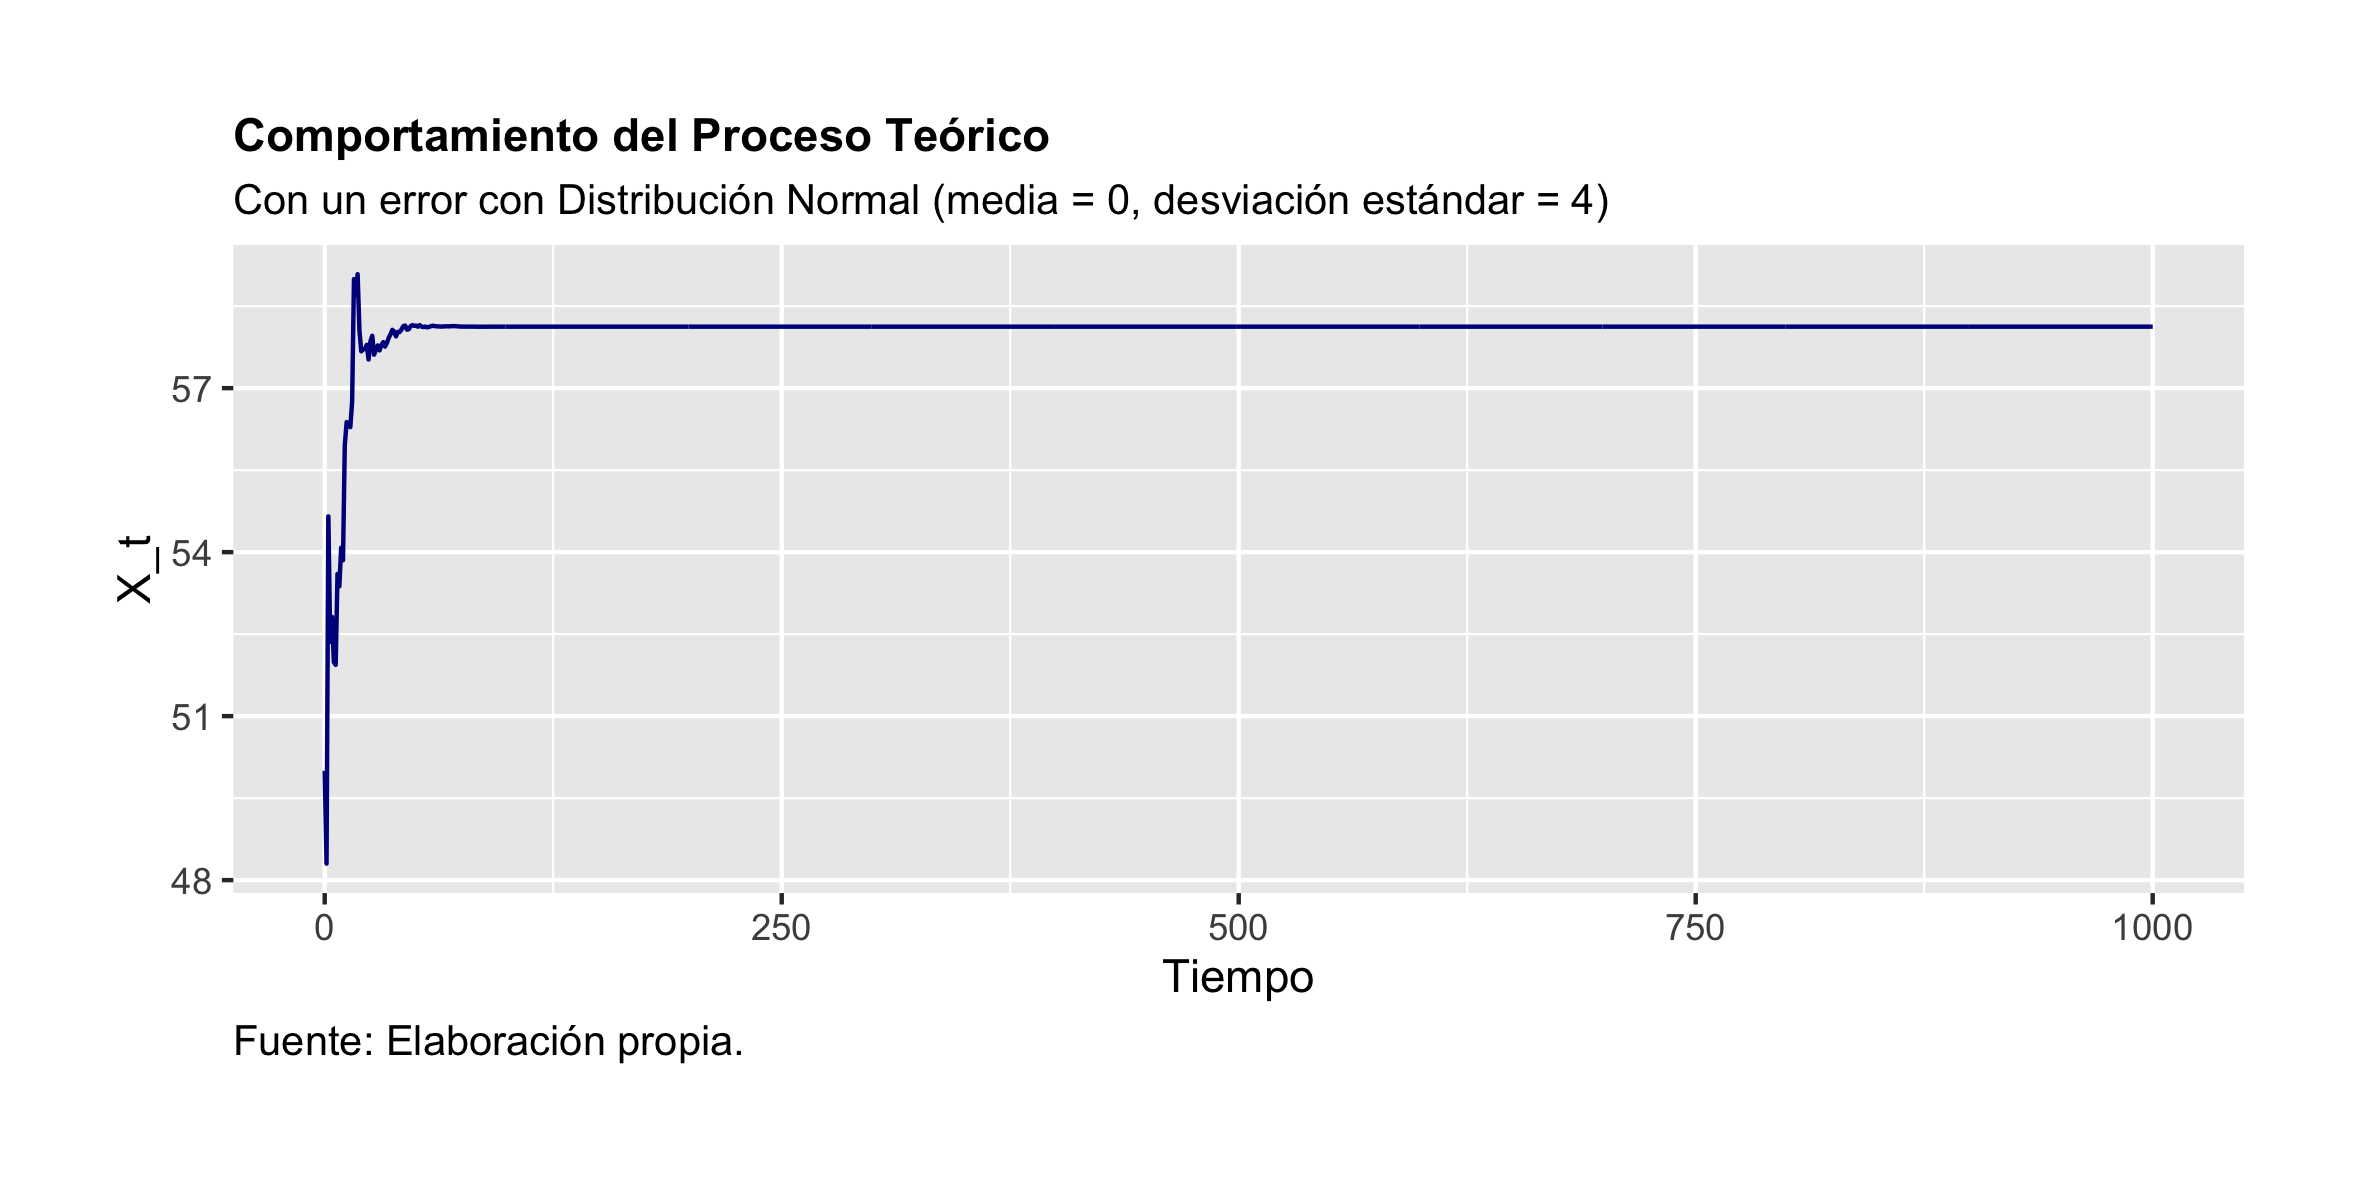 Comportamiento del Proceso Teórico
Con un error con Distribución Normal (media = 0, desviación estándar = 4)
X_t
57
54
51
48
0 250 500 750 1000
Tiempo
Fuente: Elaboración propia.